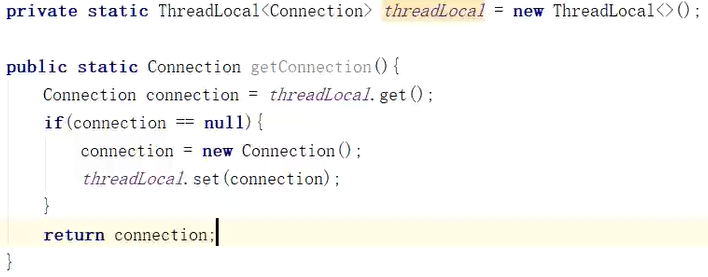 private static ThreadLocal<Connection> threadLocal = new ThreadLocal<>();
public static Connection getConnection(){
Connection connection = threadLocal.get();
if(connection == null){
connection = new Connection();
threadLocal.set(connection);
}
return connection;
}